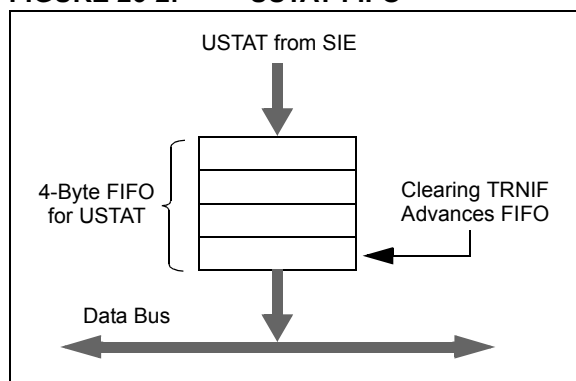 USTAT from SIE
4-Byte FIFO
for USTAT
Clearing TRNIF
Advances FIFO
Data Bus